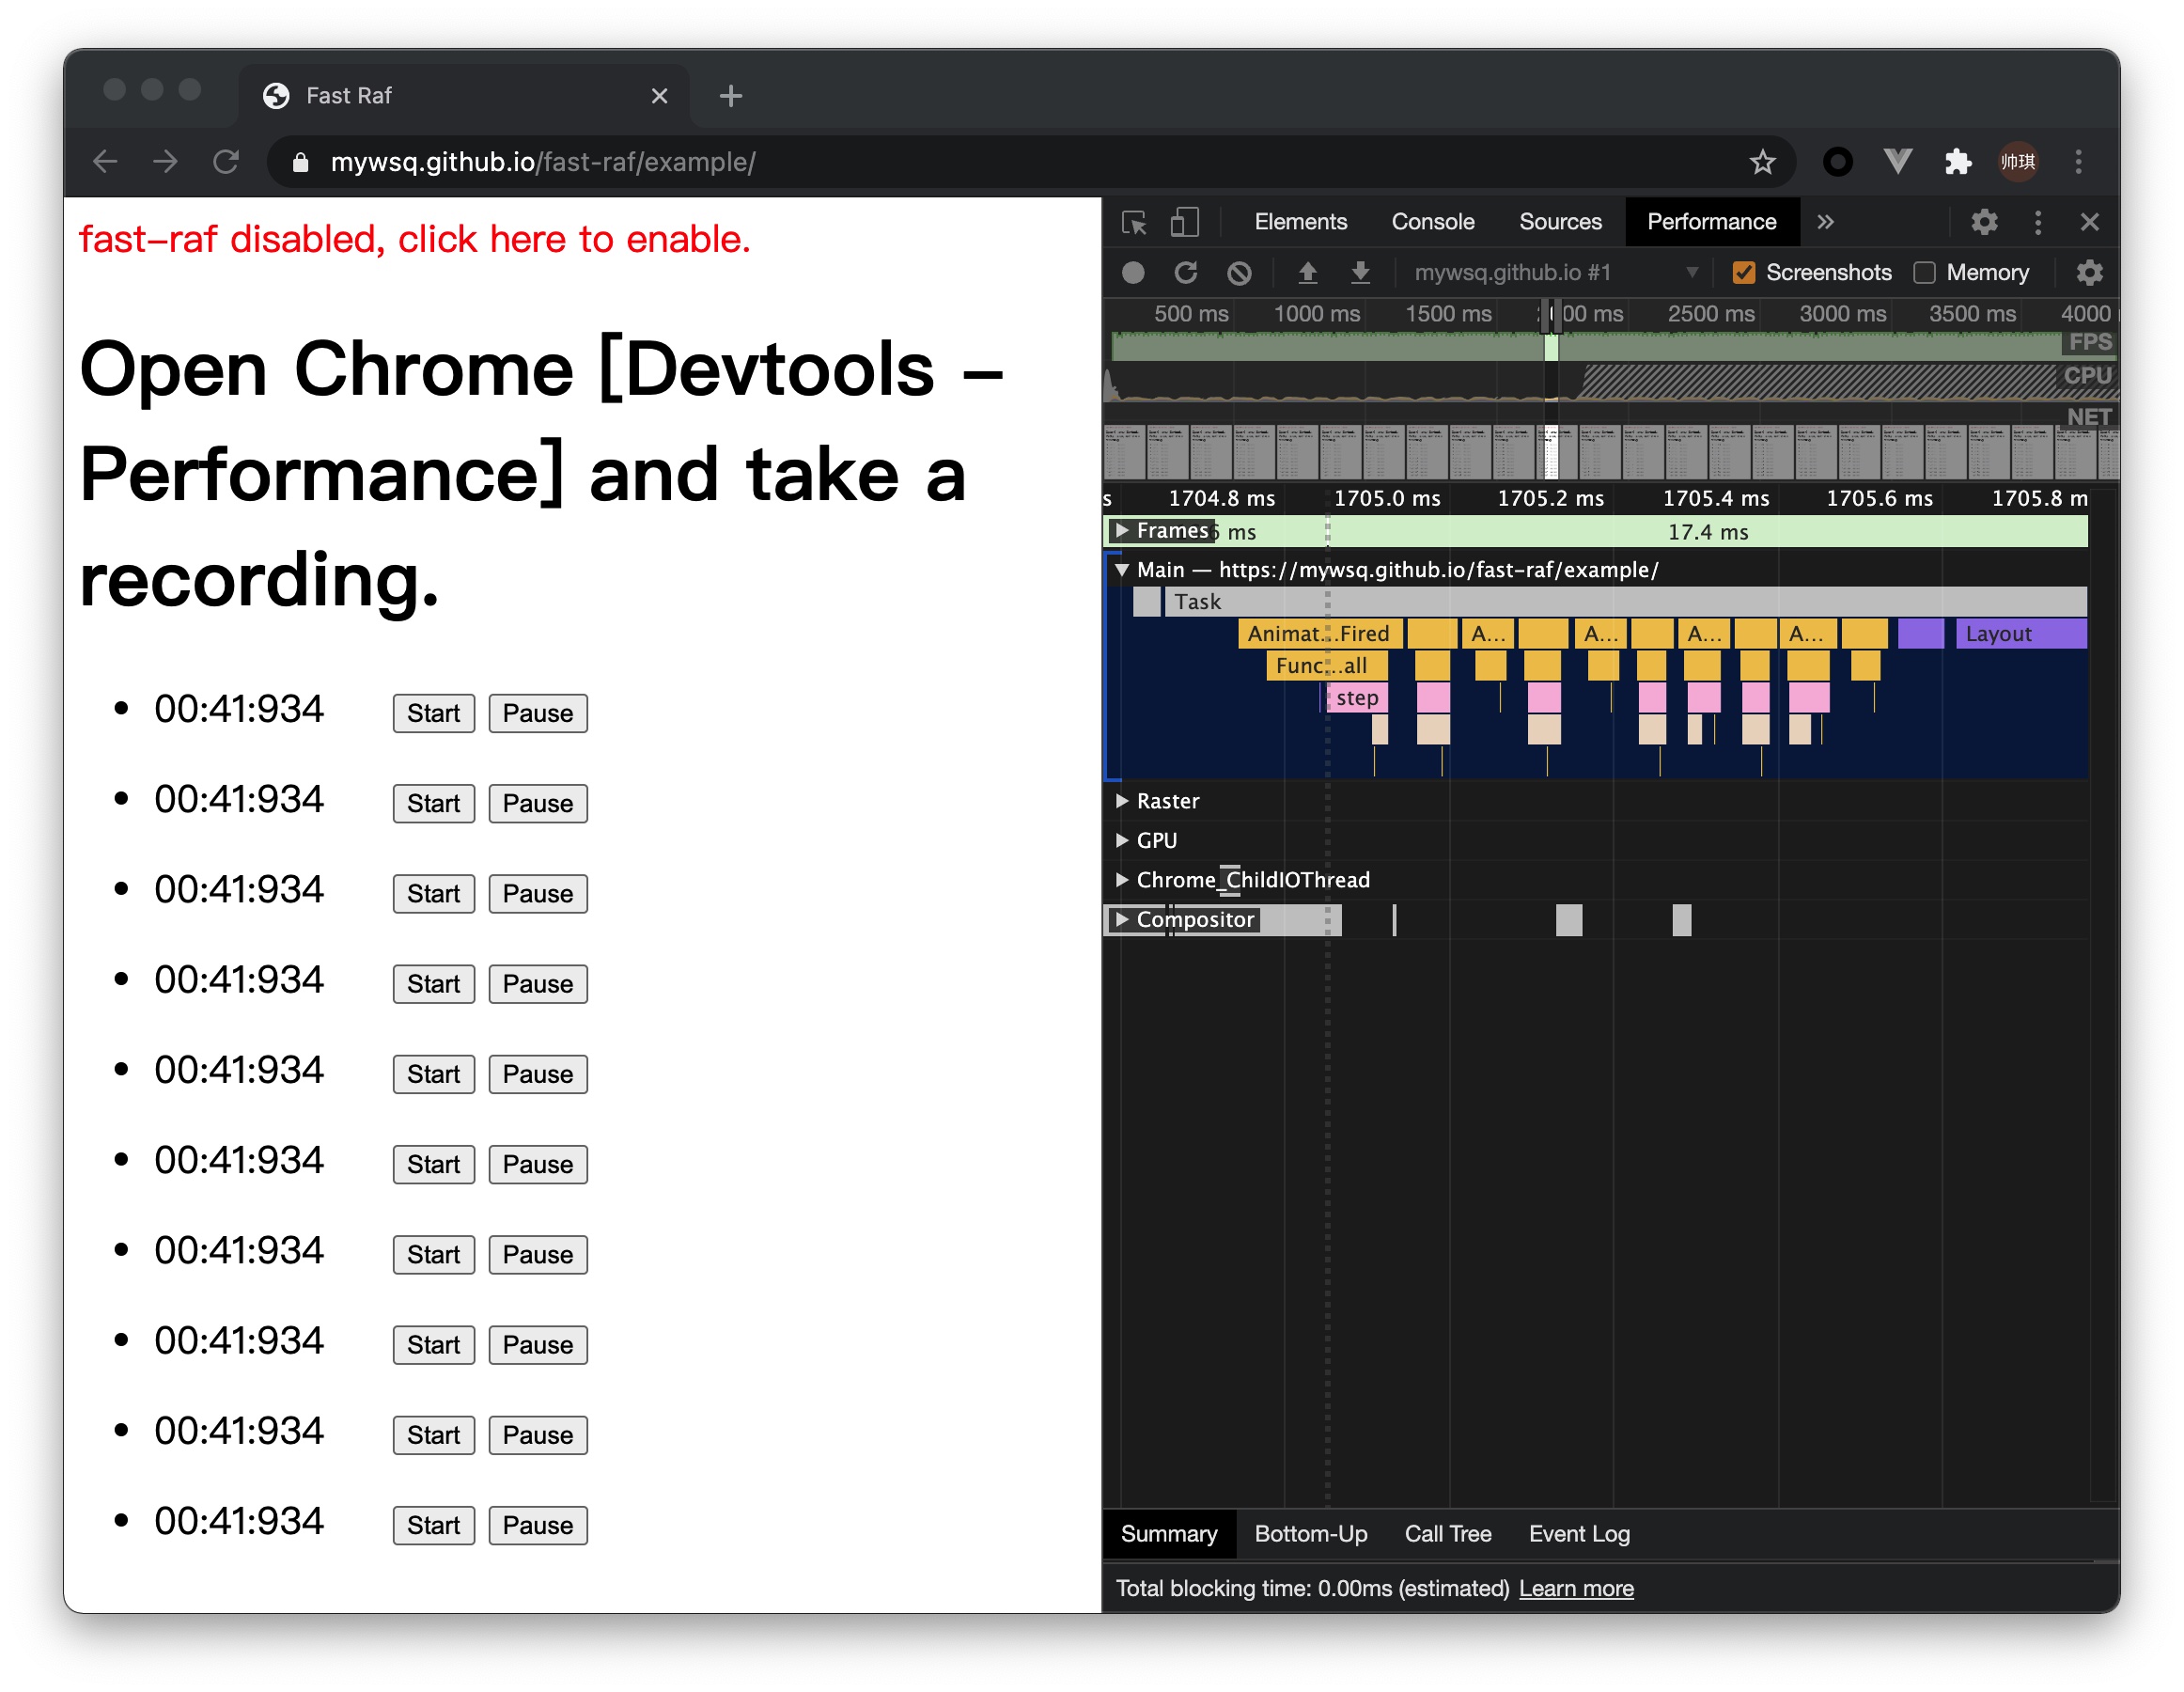 Fast Raf
mywsq.github.io/fast-raf/example/
帅琪
fast-raf disabled, click here to enable.
Open Chrome [Devtools -
Performance] and take a
recording.
00:41:934 Start Pause
00:41:934 Start Pause
00:41:934 Start Pause
00:41:934 Start Pause
00:41:934 Start Pause
00:41:934 Start Pause
00:41:934 Start Pause
00:41:934 Start Pause
00:41:934 Start Pause
00:41:934 Start Pause
Elements Console Sources Performance
mywsq.github.io #1 Screenshots Memory
500 ms 1000 ms 1500 ms 00 ms 2500 ms 3000 ms 3500 ms 4000
FPS
CPU
NET
s 1704.8 ms 1705.0 ms 1705.2 ms 1705.4 ms 1705.6 ms 1705.8 m
Frames 6 ms 17.4 ms
Main — https://mywsq.github.io/fast-raf/example/
Task
Animat...Fired A... A... A... A... Layout
Func...all
step
Raster
GPU
Chrome_ChildIOThread
Compositor
Summary Bottom-Up Call Tree Event Log
Total blocking time: 0.00ms (estimated) Learn more